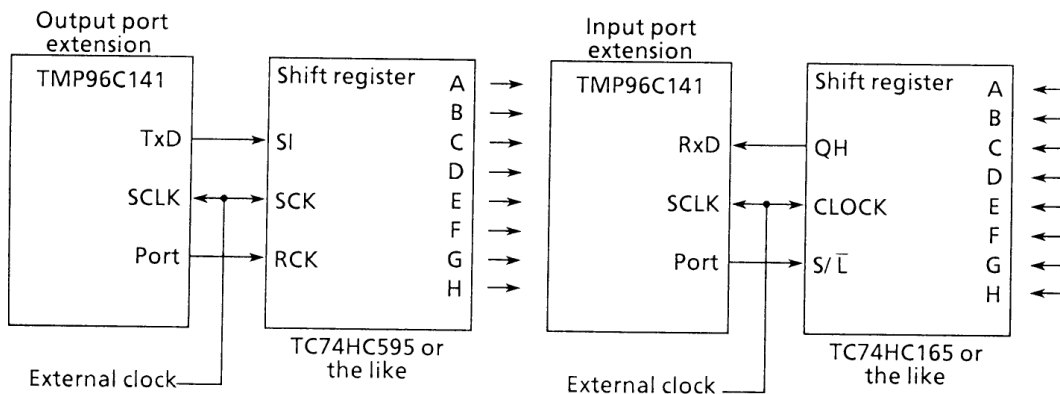 Output port
extension
TMP96C141
TxD
SCLK
Port
Shift register
SI
SCK
RCK
A
B
C
D
E
F
G
H
TC74HC595 or
the like
External clock
Input port
extension
TMP96C141
RxD
SCLK
Port
Shift register
QH
CLOCK
S/L̅
A
B
C
D
E
F
G
H
TC74HC165 or
the like
External clock